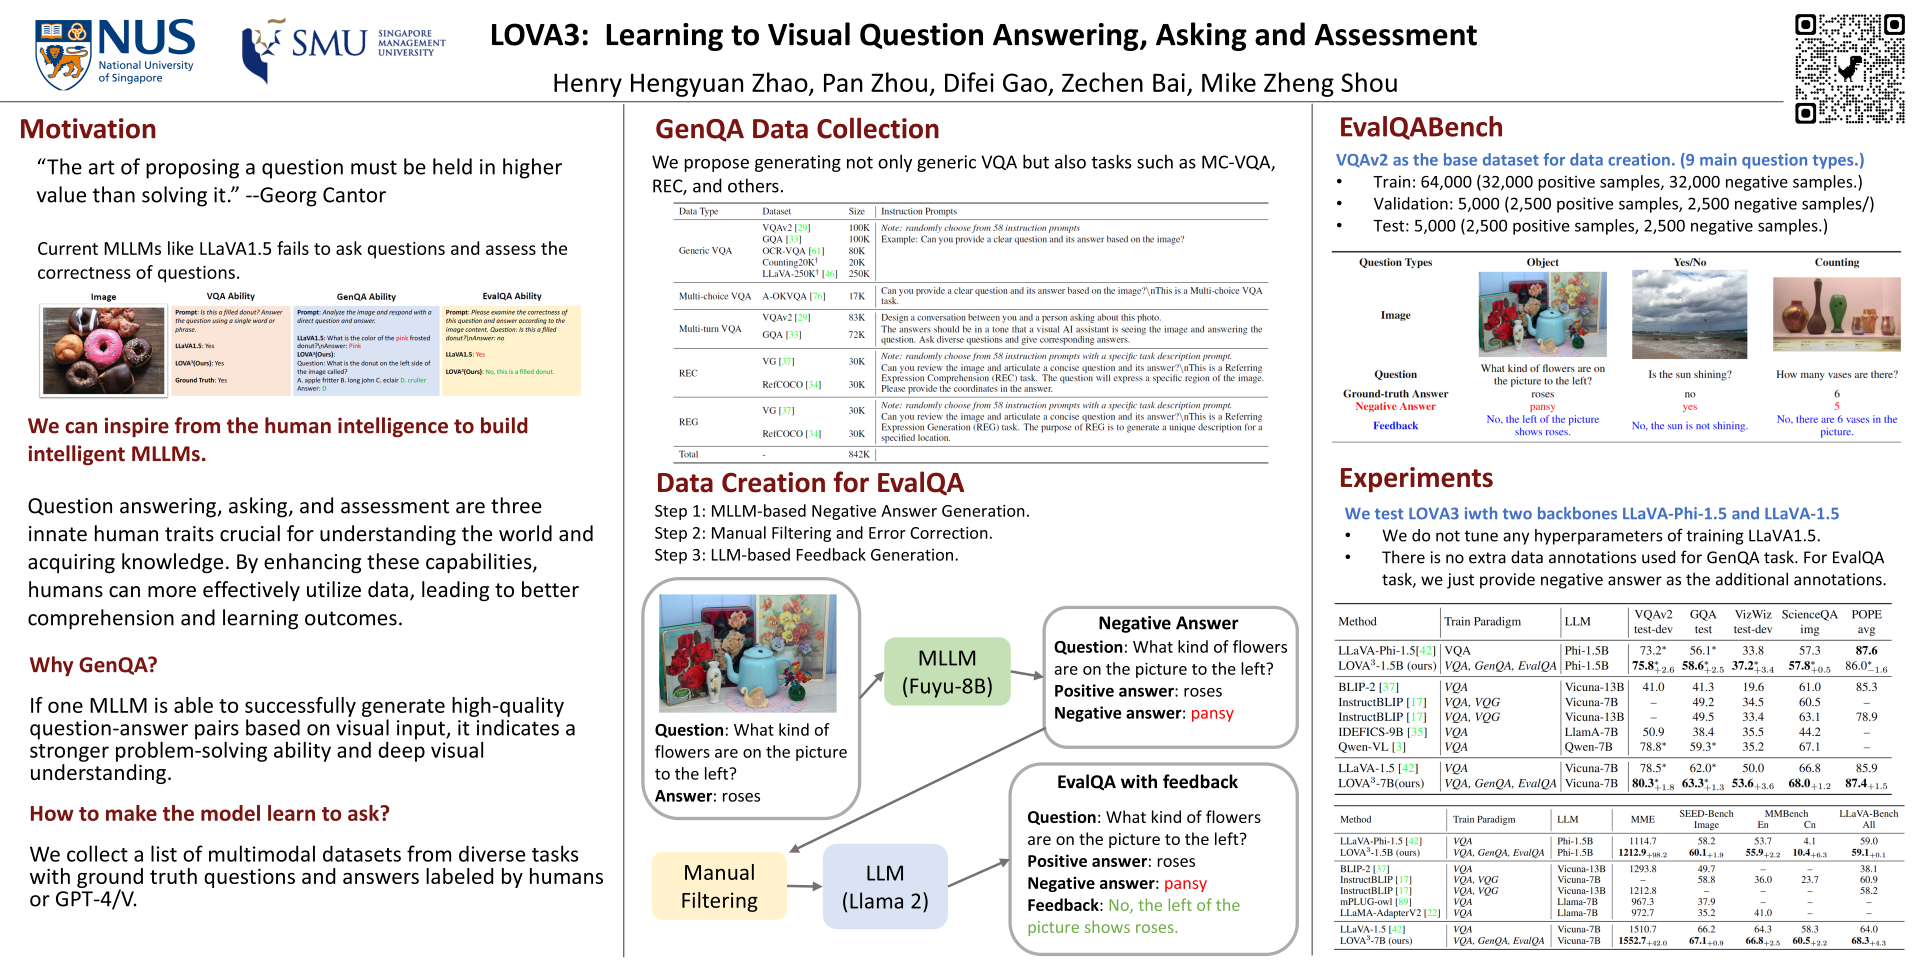 NUS
National University
of Singapore
SMU
SINGAPORE
MANAGEMENT
UNIVERSITY
LOVA3:  Learning to Visual Question Answering, Asking and Assessment
Henry Hengyuan Zhao, Pan Zhou, Difei Gao, Zechen Bai, Mike Zheng Shou
Motivation
“The art of proposing a question must be held in higher
value than solving it.” --Georg Cantor
Current MLLMs like LLaVA1.5 fails to ask questions and assess the
correctness of questions.
Image VQA Ability GenQA Ability EvalQA Ability
Prompt: Is this a filled donut? Answer
the question using a single word or
phrase.
LLaVA1.5: Yes
LOVA³(Ours): Yes
Ground Truth: Yes
Prompt: Analyze the image and respond with a
direct question and answer.
LLaVA1.5: What is the color of the pink frosted
donut?\nAnswer: Pink
LOVA³(Ours):
Question: What is the donut on the left side of
the image called?
A. apple fritter B. long john C. eclair D. cruller
Answer: D
Prompt: Please examine the correctness of
this question and answer according to the
image content. Question: Is this a filled
donut?\nAnswer: no
LLaVA1.5: Yes
LOVA³(Ours): No, this is a filled donut.
We can inspire from the human intelligence to build
intelligent MLLMs.
Question answering, asking, and assessment are three
innate human traits crucial for understanding the world and
acquiring knowledge. By enhancing these capabilities,
humans can more effectively utilize data, leading to better
comprehension and learning outcomes.
Why GenQA?
If one MLLM is able to successfully generate high-quality
question-answer pairs based on visual input, it indicates a
stronger problem-solving ability and deep visual
understanding.
How to make the model learn to ask?
We collect a list of multimodal datasets from diverse tasks
with ground truth questions and answers labeled by humans
or GPT-4/V.
GenQA Data Collection
We propose generating not only generic VQA but also tasks such as MC-VQA,
REC, and others.
Data Type Dataset Size Instruction Prompts
Generic VQA
VQAv2 [29] 100K Note: randomly choose from 58 instruction prompts
GQA [33] 100K Example: Can you provide a clear question and its answer based on the image?
OCR-VQA [61] 80K
Counting20K† 20K
LLaVA-250K† [46] 250K
Multi-choice VQA A-OKVQA [76] 17K Can you provide a clear question and its answer based on the image?\nThis is a Multi-choice VQA
task.
Multi-turn VQA
VQAv2 [29] 83K Design a conversation between you and a person asking about this photo.
GQA [33] 72K The answers should be in a tone that a visual AI assistant is seeing the image and answering the
question. Ask diverse questions and give corresponding answers.
REC
VG [37] 30K
RefCOCO [34] 30K
Note: randomly choose from 58 instruction prompts with a specific task description prompt.
Can you review the image and articulate a concise question and its answer?\nThis is a Referring
Expression Comprehension (REC) task. The question will express a specific region of the image.
Please provide the coordinates in the answer.
REG
VG [37] 30K
RefCOCO [34] 30K
Note: randomly choose from 58 instruction prompts with a specific task description prompt.
Can you review the image and articulate a concise question and its answer?\nThis is a Referring
Expression Generation (REG) task. The purpose of REG is to generate a unique description for a
specified location.
Total - 842K
Data Creation for EvalQA
Step 1: MLLM-based Negative Answer Generation.
Step 2: Manual Filtering and Error Correction.
Step 3: LLM-based Feedback Generation.
Question: What kind of
flowers are on the picture
to the left?
Answer: roses
MLLM
(Fuyu-8B)
Negative Answer
Question: What kind of flowers
are on the picture to the left?
Positive answer: roses
Negative answer: pansy
Manual
Filtering
LLM
(Llama 2)
EvalQA with feedback
Question: What kind of flowers
are on the picture to the left?
Positive answer: roses
Negative answer: pansy
Feedback: No, the left of the
picture shows roses.
EvalQABench
VQAv2 as the base dataset for data creation. (9 main question types.)
• Train: 64,000 (32,000 positive samples, 32,000 negative samples.)
• Validation: 5,000 (2,500 positive samples, 2,500 negative samples/)
• Test: 5,000 (2,500 positive samples, 2,500 negative samples.)
Question Types Object Yes/No Counting
Image
Question What kind of flowers are on
the picture to the left? Is the sun shining? How many vases are there?
Ground-truth Answer roses no 6
Negative Answer pansy yes 5
Feedback No, the left of the picture
shows roses. No, the sun is not shining. No, there are 6 vases in the
picture.
Experiments
We test LOVA3 iwth two backbones LLaVA-Phi-1.5 and LLaVA-1.5
• We do not tune any hyperparameters of training LLaVA1.5.
• There is no extra data annotations used for GenQA task. For EvalQA
task, we just provide negative answer as the additional annotations.
Method Train Paradigm LLM VQAv2 test-dev GQA test VizWiz test-dev ScienceQA img POPE avg
LLaVA-Phi-1.5[42] VQA Phi-1.5B 73.2* 56.1* 33.8 57.3 87.6
LOVA³-1.5B (ours) VQA, GenQA, EvalQA Phi-1.5B 75.8*+2.6 58.6*+2.5 37.2*+3.4 57.8*+0.5 86.0*−1.6
BLIP-2 [37] VQA Vicuna-13B 41.0 41.3 19.6 61.0 85.3
InstructBLIP [17] VQA, VQG Vicuna-7B – 49.2 34.5 60.5 –
InstructBLIP [17] VQA, VQG Vicuna-13B – 49.5 33.4 63.1 78.9
IDEFICS-9B [35] VQA LlamA-7B 50.9 38.4 35.5 44.2 –
Qwen-VL [3] VQA Qwen-7B 78.8* 59.3* 35.2 67.1 –
LLaVA-1.5 [42] VQA Vicuna-7B 78.5* 62.0* 50.0 66.8 85.9
LOVA³-7B(ours) VQA, GenQA, EvalQA Vicuna-7B 80.3*+1.8 63.3*+1.3 53.6+3.6 68.0+1.2 87.4+1.5
Method Train Paradigm LLM MME SEED-Bench Image MMBench En Cn LLaVA-Bench All
LLaVA-Phi-1.5 [42] VQA Phi-1.5B 1114.7 58.2 53.7 4.1 59.0
LOVA³-1.5B (ours) VQA, GenQA, EvalQA Phi-1.5B 1212.9+98.2 60.1+1.9 55.9+2.2 10.4+6.3 59.1+0.1
BLIP-2 [37] VQA Vicuna-13B 1293.8 49.7 – – 38.1
InstructBLIP [17] VQA, VQG Vicuna-7B – 58.8 36.0 23.7 60.9
InstructBLIP [17] VQA, VQG Vicuna-13B 1212.8 – – – 58.2
mPLUG-owl [89] VQA Llama-7B 967.3 37.9 – – –
LLaMA-AdapterV2 [22] VQA Llama-7B 972.7 35.2 41.0 – –
LLaVA-1.5 [42] VQA Vicuna-7B 1510.7 66.2 64.3 58.3 64.0
LOVA³-7B (ours) VQA, GenQA, EvalQA Vicuna-7B 1552.7+42.0 67.1+0.9 66.8+2.5 60.5+2.2 68.3+4.3